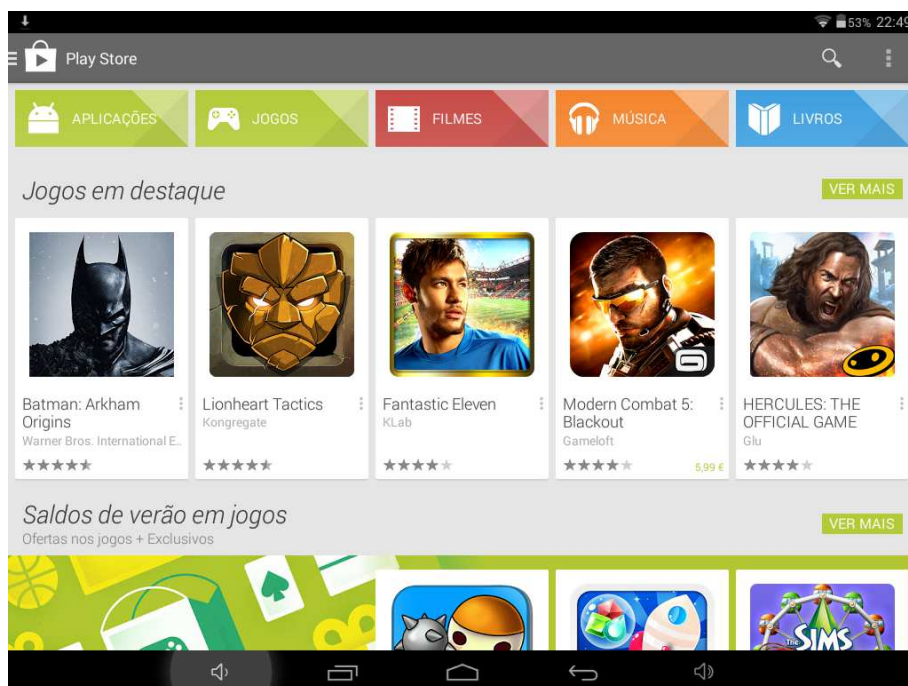 53% 22:49
Play Store
APLICAÇÕES
JOGOS
FILMES
MÚSICA
LIVROS
Jogos em destaque
VER MAIS
Batman: Arkham
Origins
Warner Bros. International E..
Lionheart Tactics
Kongregate
Fantastic Eleven
KLab
Modern Combat 5:
Blackout
Gameloft
5,99 €
HERCULES: THE
OFFICIAL GAME
Glu
Saldos de verão em jogos
Ofertas nos jogos + Exclusivos
VER MAIS
The
SIMS